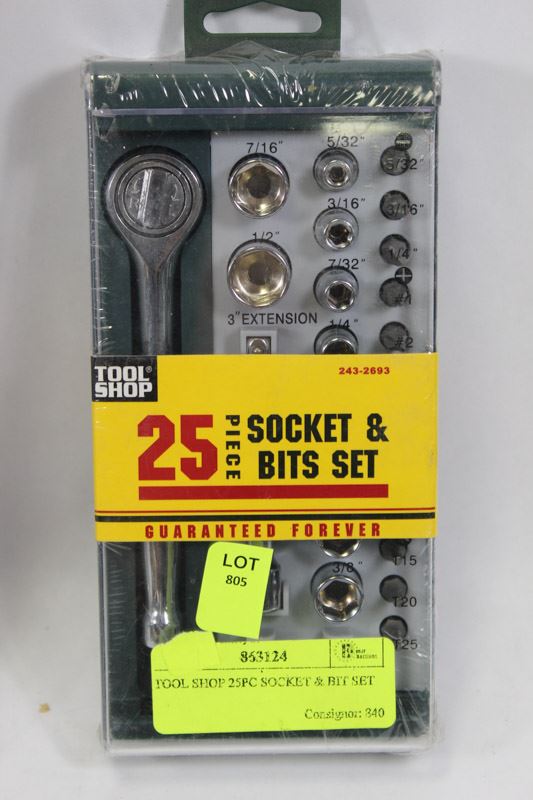 7/16"
5/32"
5/32"
3/16"
3/16"
1/2"
1/4"
7/32"
#1
3" EXTENSION
1/4"
#2
TOOL SHOP®
243-2693
25 PIECE
SOCKET &
BITS SET
GUARANTEED FOREVER
LOT
805
T15
3/8"
T20
T25
863124
TOOL SHOP 25PC SOCKET & BIT SET
Consignor: 840